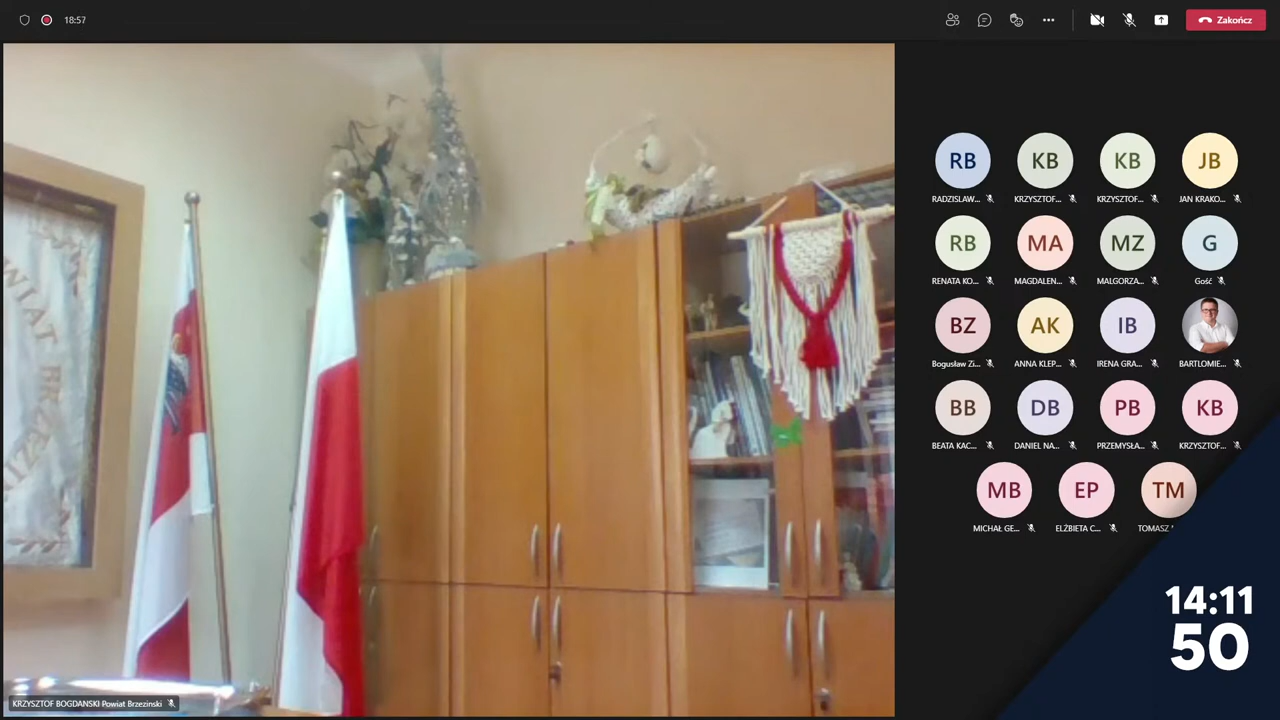 18:57
Zakończ
RB
KB
KB
JB
RADZISLAW...
KRZYSZTOF...
KRZYSZTOF...
JAN KRAKO...
RB
MA
MZ
G
RENATA KO...
MAGDALEN...
MALGORZA...
Gość
BZ
AK
IB
Bogusław Zi...
ANNA KLEP...
IRENA GRA...
BARTLOMIE...
BB
DB
PB
KB
BEATA KAC...
DANIEL NA...
PRZEMYSŁA...
KRZYSZTOF...
MB
EP
TM
MICHAŁ GE...
ELŻBIETA C...
TOMASZ
14:11
50
WIAT
BRZEZI
KRZYSZTOF BOGDANSKI Powiat Brzezinski